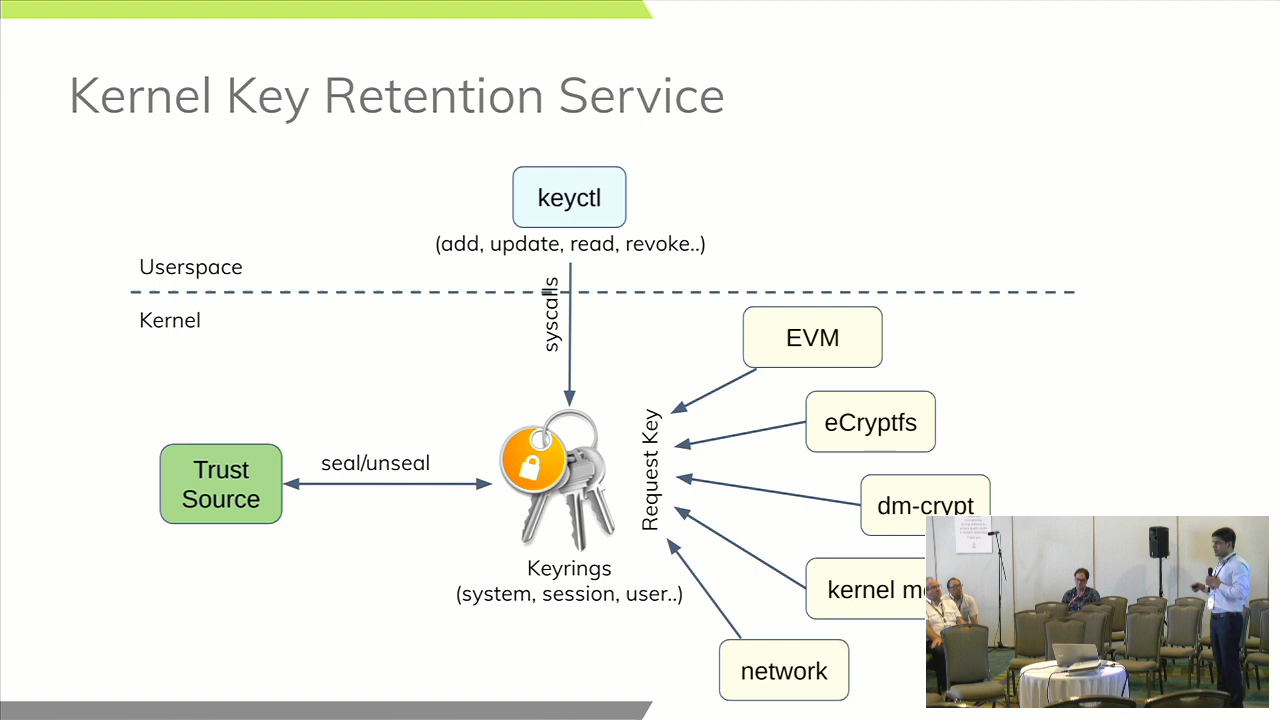 Kernel Key Retention Service
keyctl
(add, update, read, revoke..)
Userspace
syscalls
Kernel
EVM
eCryptfs
Request Key
Trust
Source
seal/unseal
dm-crypt
Keyrings
(system, session, user..)
kernel m
network